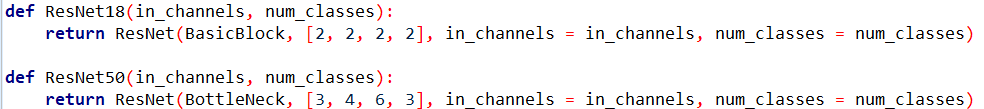 def ResNet18(in_channels, num_classes):
    return ResNet(BasicBlock, [2, 2, 2, 2], in_channels = in_channels, num_classes = num_classes)
def ResNet50(in_channels, num_classes):
    return ResNet(BottleNeck, [3, 4, 6, 3], in_channels = in_channels, num_classes = num_classes)